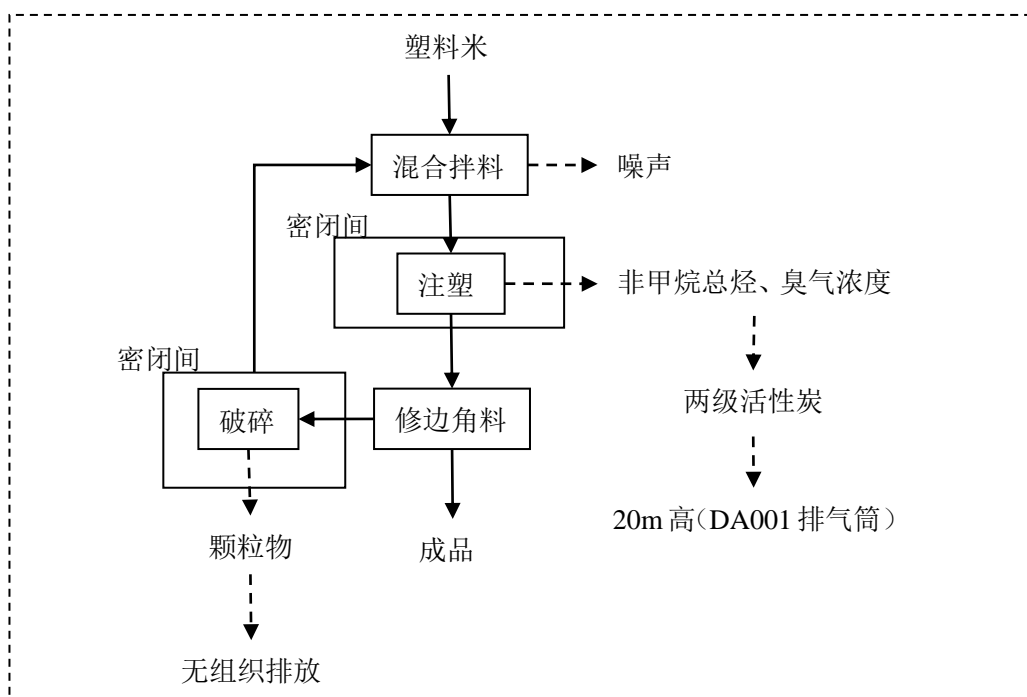 塑料米
混合拌料
噪声
密闭间
注塑
非甲烷总烃、臭气浓度
密闭间
破碎
修边角料
两级活性炭
20m 高（DA001 排气筒）
颗粒物
成品
无组织排放